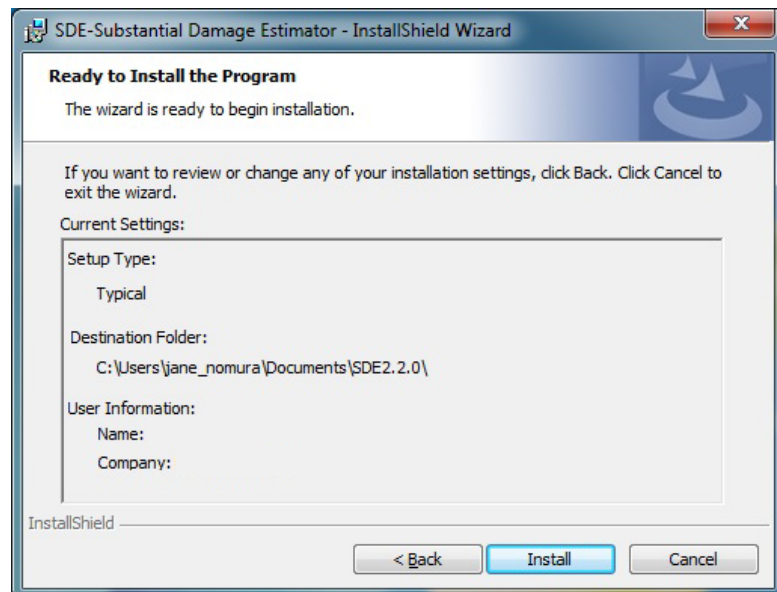 SDE-Substantial Damage Estimator - InstallShield Wizard
X
Ready to Install the Program
The wizard is ready to begin installation.
If you want to review or change any of your installation settings, click Back. Click Cancel to
exit the wizard.
Current Settings:
Setup Type:
Typical
Destination Folder:
C:\Users\jane_nomura\Documents\SDE2.2.0\
User Information:
Name:
Company:
InstallShield
< Back
Install
Cancel